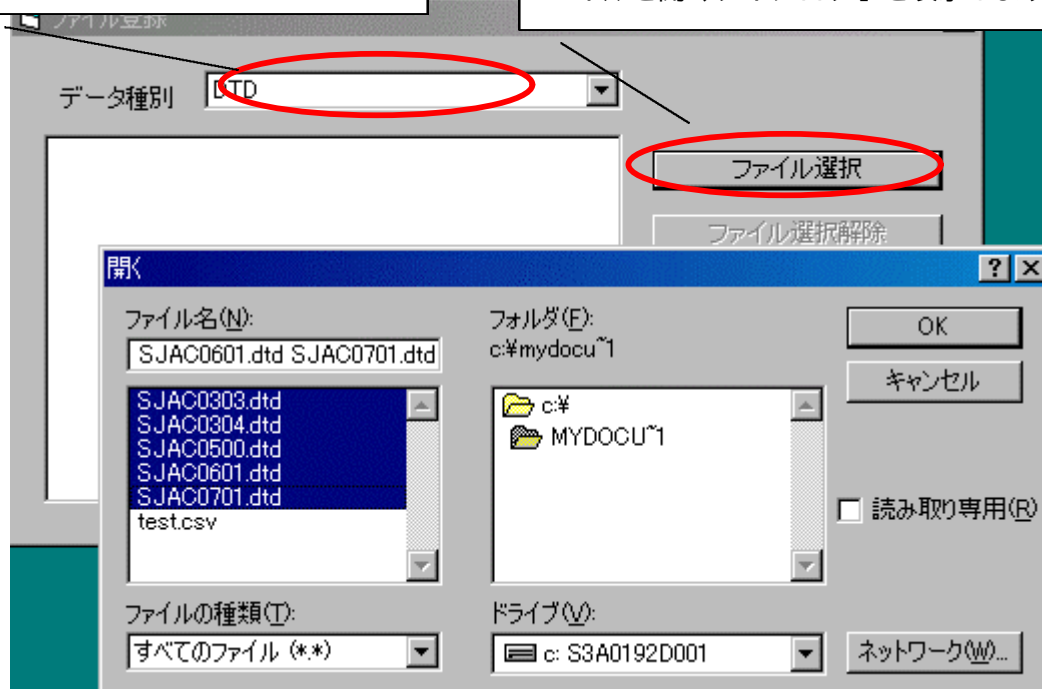 ファイル登録
データ種別
DTD
ファイル選択
ファイル選択解除
開く
ファイル名(N):
SJAC0601.dtd SJAC0701.dtd
SJAC0303.dtd
SJAC0304.dtd
SJAC0500.dtd
SJAC0601.dtd
SJAC0701.dtd
test.csv
ファイルの種類(T):
すべてのファイル (*.*)
フォルダ(F):
c:¥mydocu~1
c:¥
MYDOCU~1
ドライブ(V):
c: S3A0192D001
OK
キャンセル
読み取り専用(R)
ネットワーク(W)...